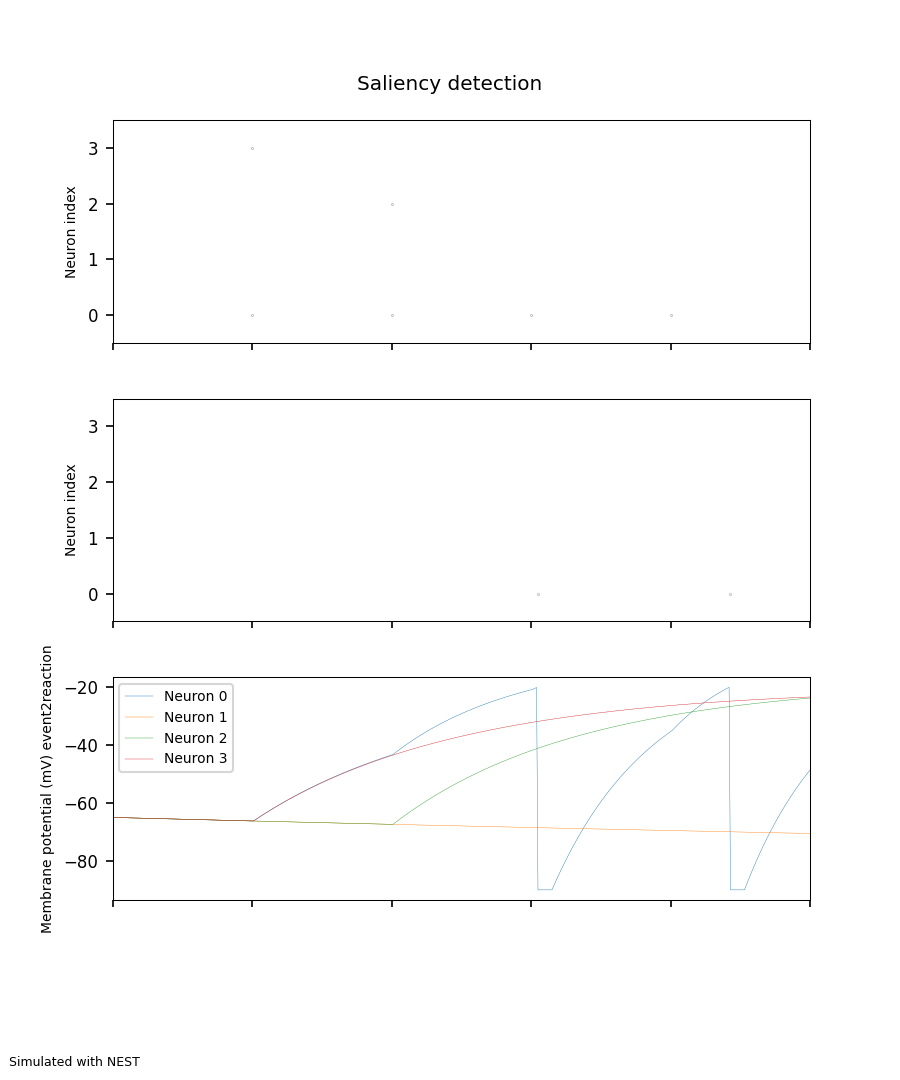 Saliency detection
3
2
1
0
Neuron index
3
2
1
0
Neuron index
−20
−40
−60
−80
Membrane potential (mV) event2reaction
Neuron 0
Neuron 1
Neuron 2
Neuron 3
Simulated with NEST